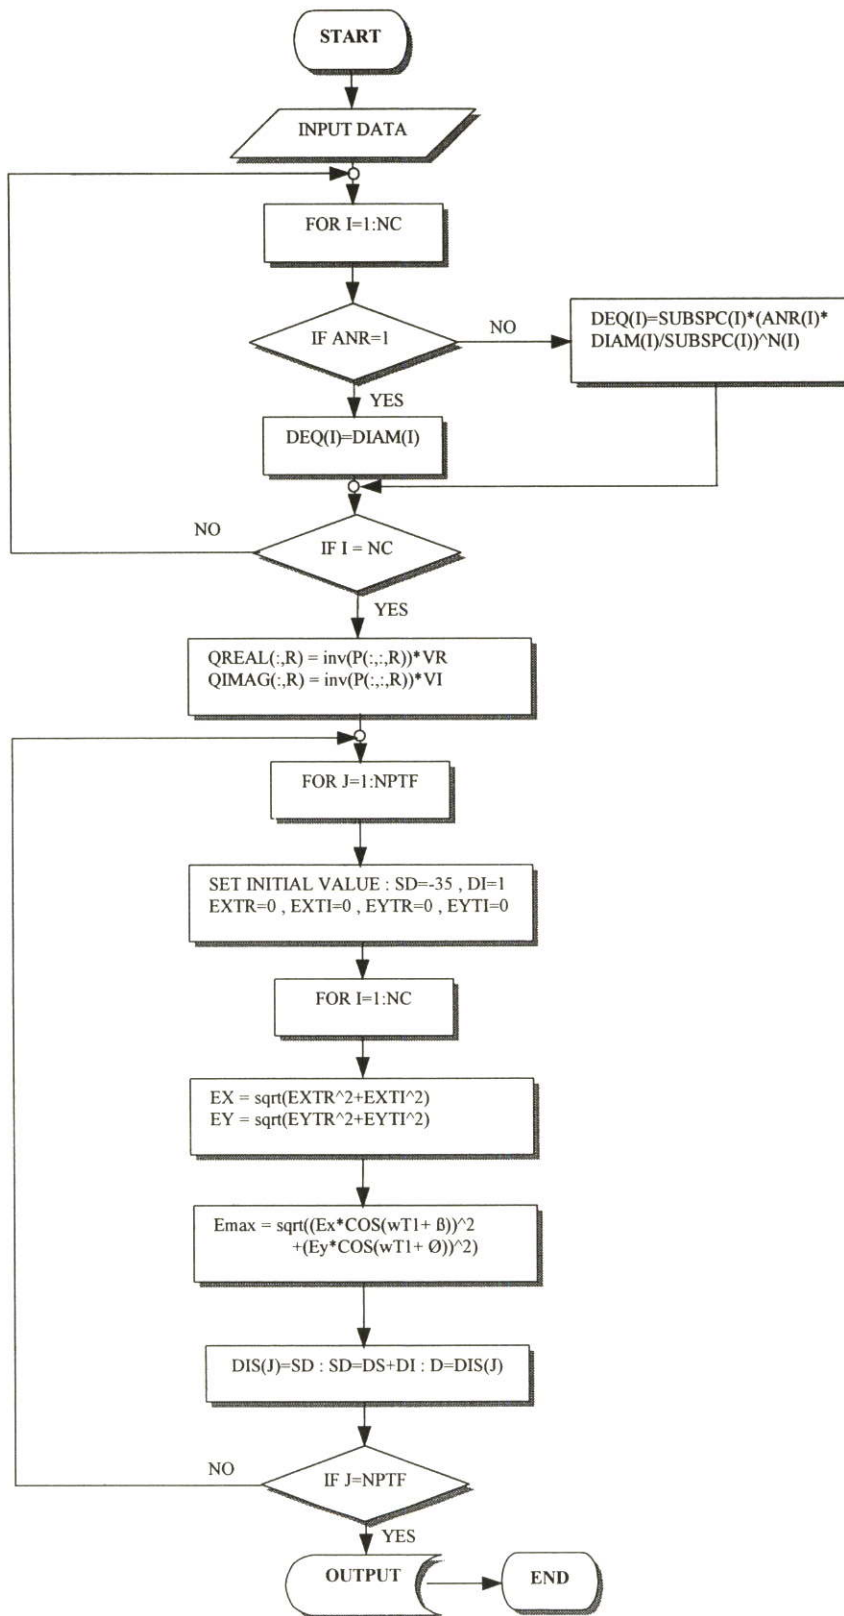 START
INPUT DATA
FOR I=1:NC
IF ANR=1
NO
DEQ(I)=SUBSPC(I)*(ANR(I)*
DIAM(I)/SUBSPC(I))^N(I)
YES
DEQ(I)=DIAM(I)
NO
IF I = NC
YES
QREAL(:,R) = inv(P(:,:,R))*VR
QIMAG(:,R) = inv(P(:,:,R))*VI
FOR J=1:NPTF
SET INITIAL VALUE : SD=-35 , DI=1
EXTR=0 , EXTI=0 , EYTR=0 , EYTI=0
FOR I=1:NC
EX = sqrt(EXTR^2+EXTI^2)
EY = sqrt(EYTR^2+EYTI^2)
Emax = sqrt((Ex*COS(wT1+ ß))^2
+(Ey*COS(wT1+ Ø))^2)
DIS(J)=SD : SD=DS+DI : D=DIS(J)
NO
IF J=NPTF
YES
OUTPUT
END